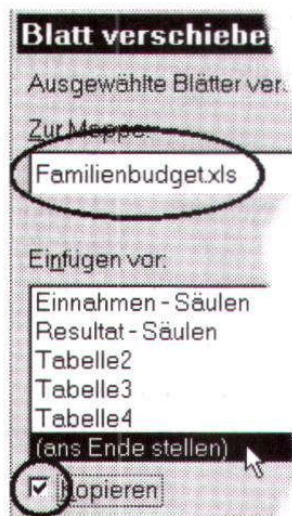 Blatt verschiebe
Ausgewählte Blätter ver
Zur Mappe:
Familienbudget.xls
Einfügen vor:
Einnahmen - Säulen
Resultat - Säulen
Tabelle2
Tabelle3
Tabelle4
(ans Ende stellen)
Kopieren